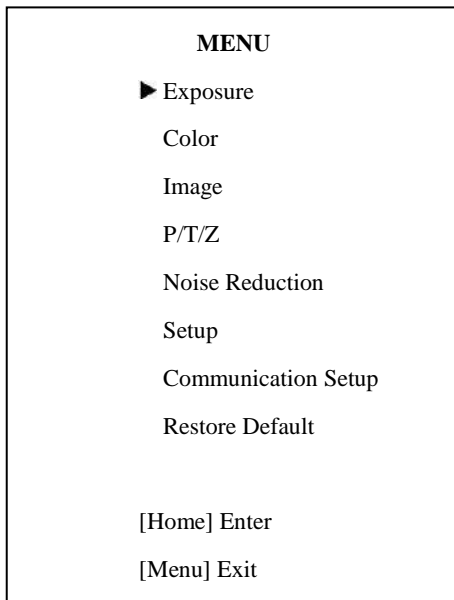 MENU
Exposure
Color
Image
P/T/Z
Noise Reduction
Setup
Communication Setup
Restore Default
[Home] Enter
[Menu] Exit